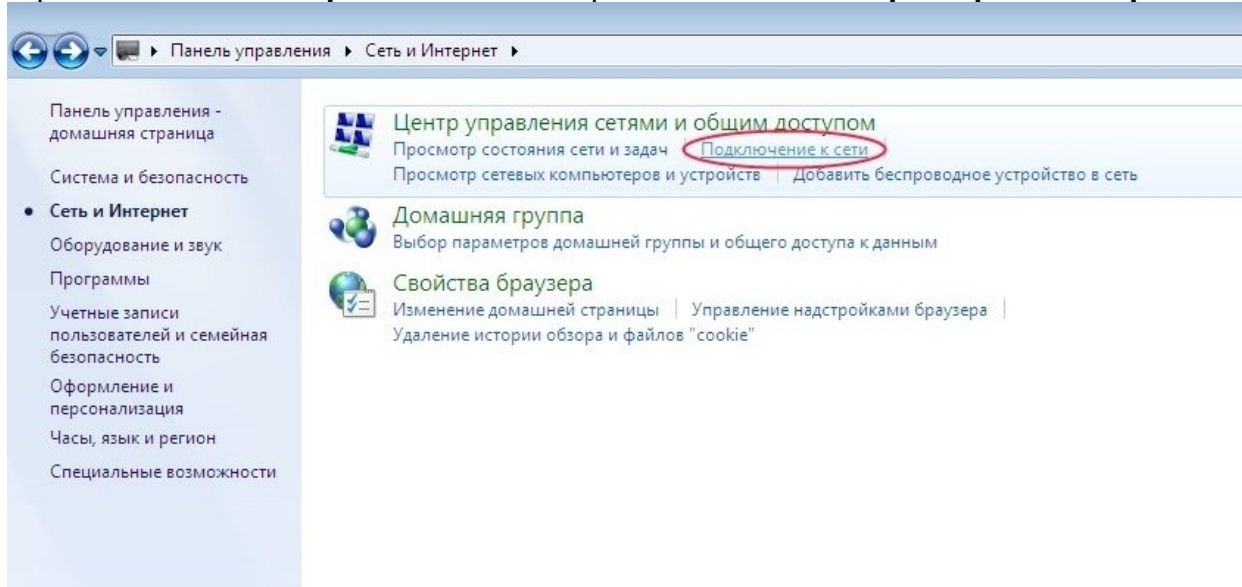 Панель управления ▸ Сеть и Интернет ▸
Панель управления -
домашняя страница
Система и безопасность
• Сеть и Интернет
Оборудование и звук
Программы
Учетные записи
пользователей и семейная
безопасность
Оформление и
персонализация
Часы, язык и регион
Специальные возможности
Центр управления сетями и общим доступом
Просмотр состояния сети и задач | Подключение к сети
Просмотр сетевых компьютеров и устройств | Добавить беспроводное устройство в сеть
Домашняя группа
Выбор параметров домашней группы и общего доступа к данным
Свойства браузера
Изменение домашней страницы | Управление надстройками браузера |
Удаление истории обзора и файлов "cookie"